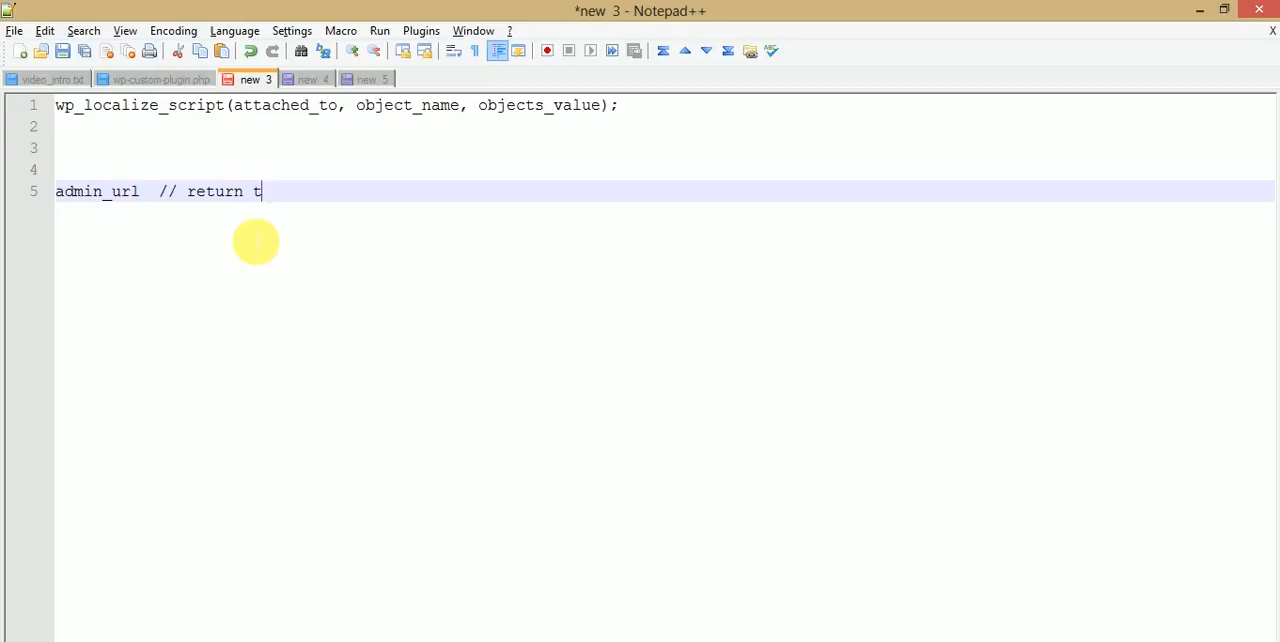 *new 3 - Notepad++
File Edit Search View Encoding Language Settings Macro Run Plugins Window ? X
video_intro.txt wp-custom-plugin.php new 3 new 4 new 5
1 wp_localize_script(attached_to, object_name, objects_value);
2
3
4
5 admin_url // return t